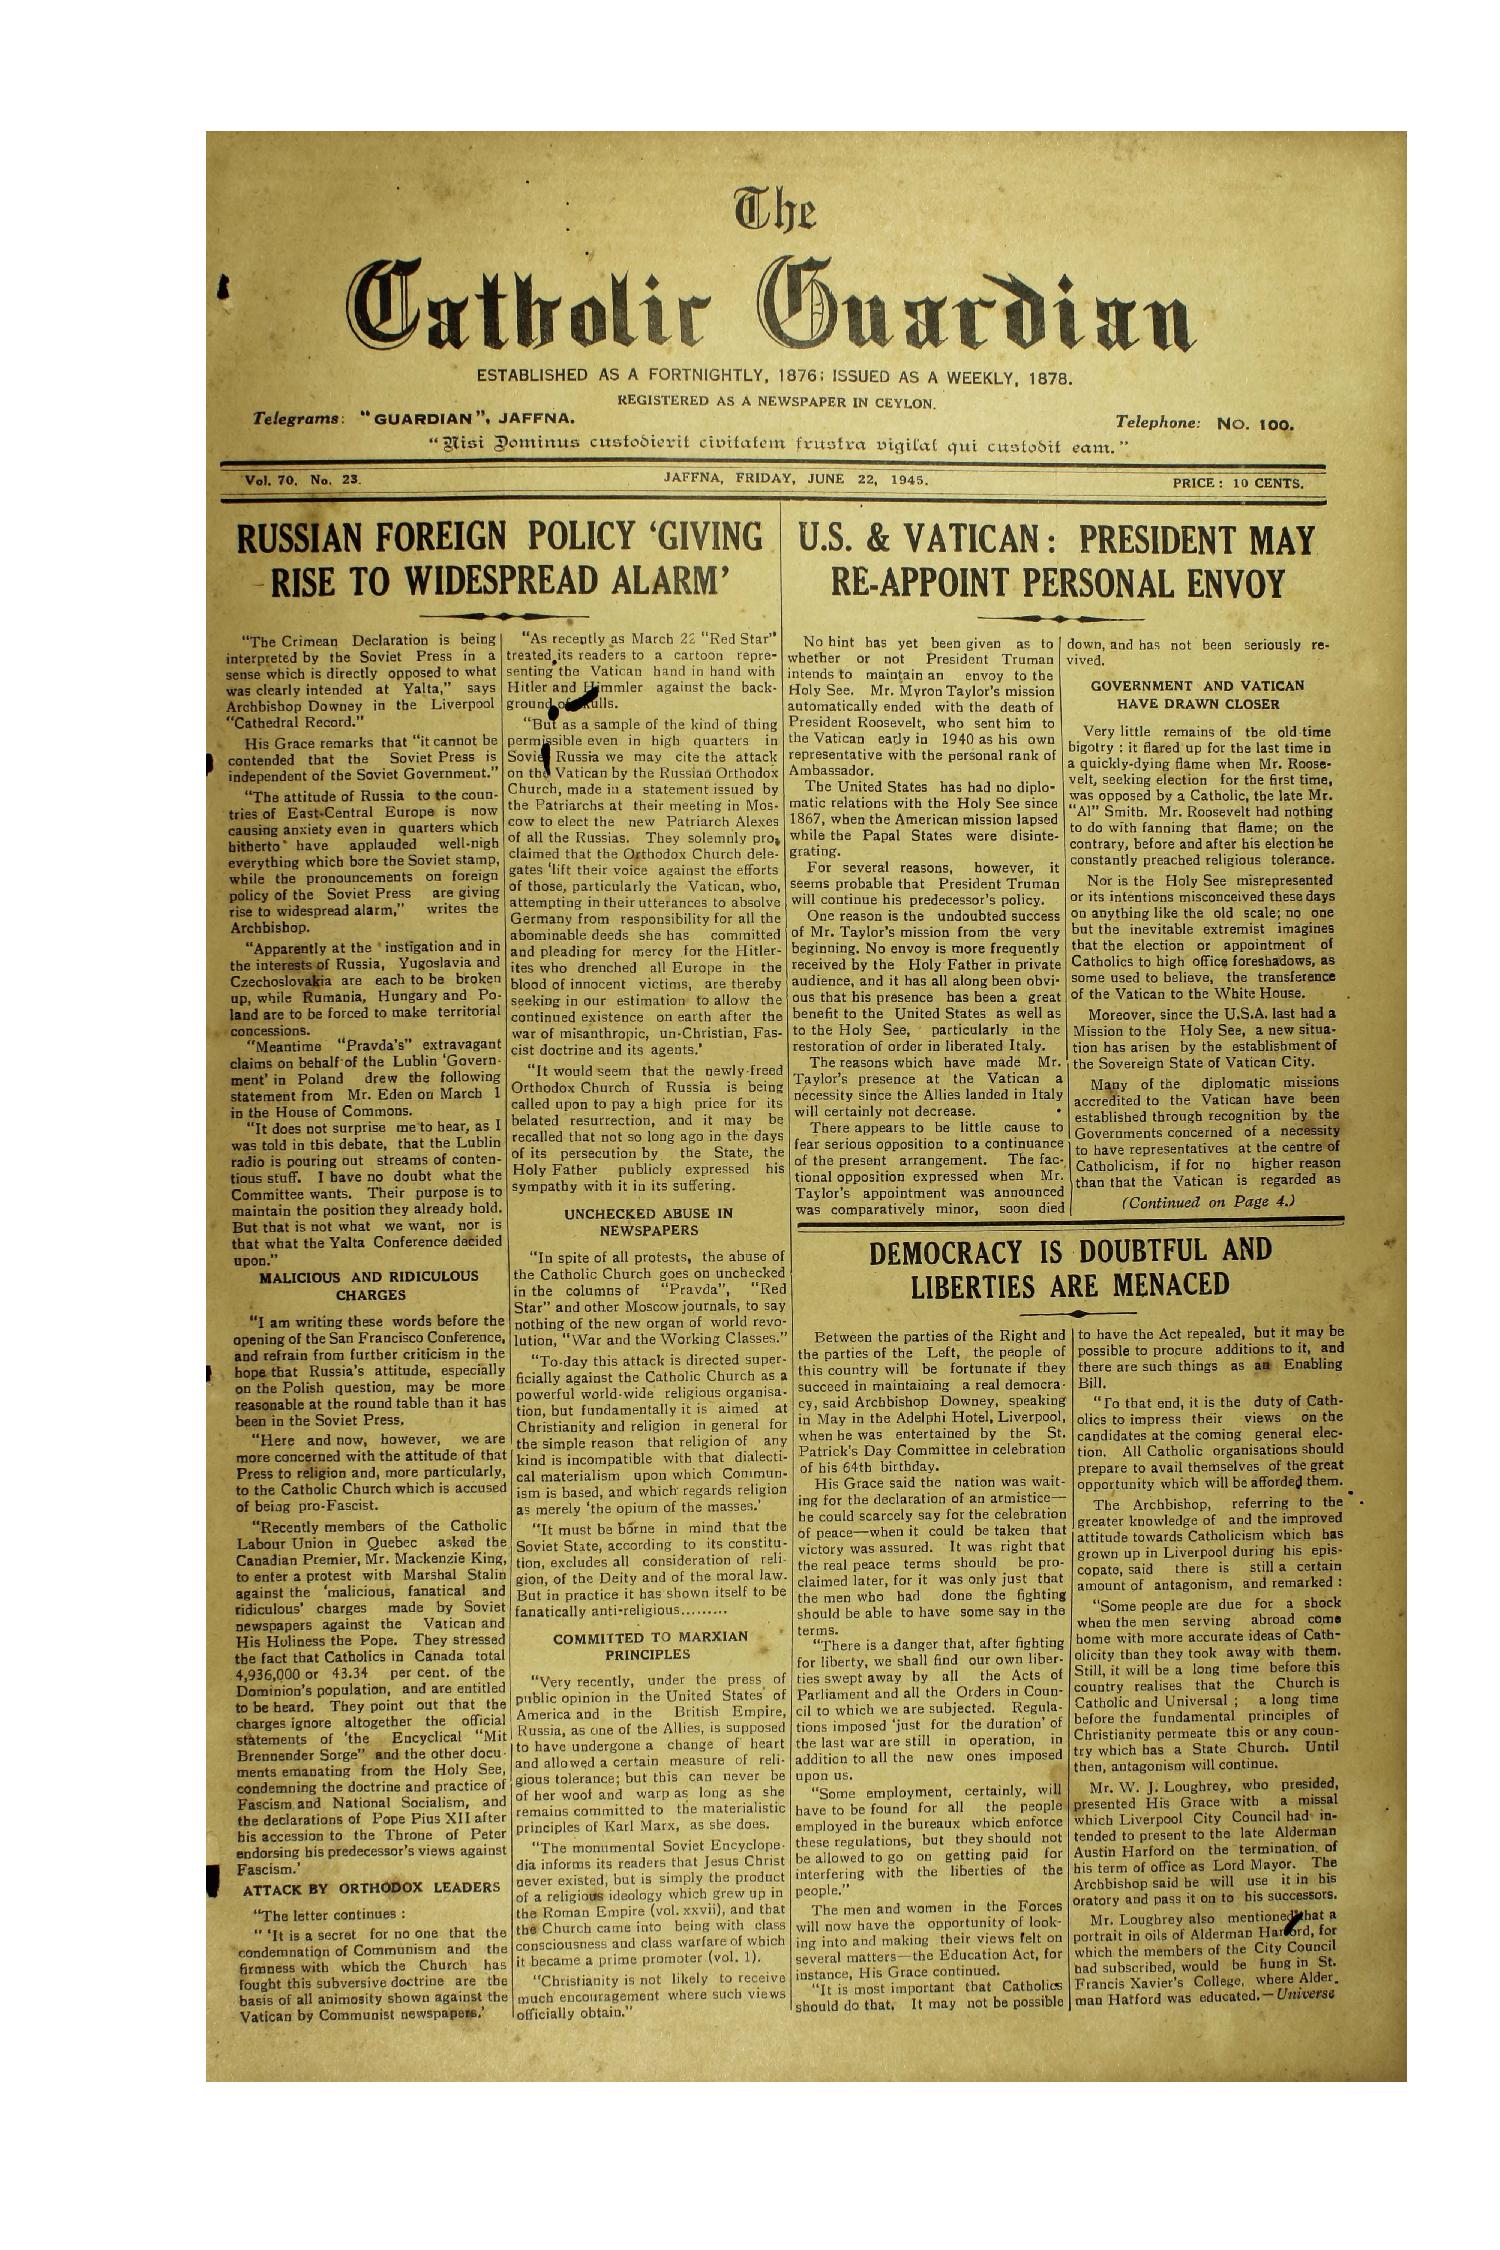 The
Catholic Guardian
ESTABLISHED AS A FORTNIGHTLY, 1876; ISSUED AS A WEEKLY, 1878.
REGISTERED AS A NEWSPAPER IN CEYLON.
Telegrams: "GUARDIAN", JAFFNA.
Telephone: NO. 100.
"Nisi Dominus custodierit civitatem frustra vigilat qui custodit eam."
Vol. 70. No. 23.
JAFFNA, FRIDAY, JUNE 22, 1945.
PRICE: 10 CENTS.
RUSSIAN FOREIGN POLICY 'GIVING
RISE TO WIDESPREAD ALARM'
"The Crimean Declaration is being
interpreted by the Soviet Press in a
sense which is directly opposed to what
was clearly intended at Yalta," says
Archbishop Downey in the Liverpool
"Cathedral Record."
His Grace remarks that "it cannot be
contended that the Soviet Press is
independent of the Soviet Government."
"The attitude of Russia to the coun-
tries of East-Central Europe is now
causing anxiety even in quarters which
hitherto have applauded well-nigh
everything which bore the Soviet stamp,
while the pronouncements on foreign
policy of the Soviet Press are giving
rise to widespread alarm," writes the
Archbishop.
"Apparently at the instigation and in
the interests of Russia, Yugoslavia and
Czechoslovakia are each to be broken
up, while Rumania, Hungary and Po-
land are to be forced to make territorial
concessions.
"Meantime "Pravda's" extravagant
claims on behalf of the Lublin 'Govern-
ment' in Poland drew the following
statement from Mr. Eden on March 1
in the House of Commons.
"It does not surprise me to hear, as I
was told in this debate, that the Lublin
radio is pouring out streams of conten-
tious stuff. I have no doubt what the
Committee wants. Their purpose is to
maintain the position they already hold.
But that is not what we want, nor is
that what the Yalta Conference decided
upon."
MALICIOUS AND RIDICULOUS
CHARGES
"I am writing these words before the
opening of the San Francisco Conference,
and refrain from further criticism in the
hope that Russia's attitude, especially
on the Polish question, may be more
reasonable at the round table than it has
been in the Soviet Press.
"Here and now, however, we are
more concerned with the attitude of that
Press to religion and, more particularly,
to the Catholic Church which is accused
of being pro-Fascist.
"Recently members of the Catholic
Labour Union in Quebec asked the
Canadian Premier, Mr. Mackenzie King,
to enter a protest with Marshal Stalin
against the 'malicious, fanatical and
ridiculous' charges made by Soviet
newspapers against the Vatican and
His Holiness the Pope. They stressed
the fact that Catholics in Canada total
4,936,000 or 43.34 per cent. of the
Dominion's population, and are entitled
to be heard. They point out that the
charges ignore altogether the official
statements of 'the Encyclical "Mit
Brennender Sorge" and the other docu-
ments emanating from the Holy See,
condemning the doctrine and practice of
Fascism and National Socialism, and
the declarations of Pope Pius XII after
his accession to the Throne of Peter
endorsing his predecessor's views against
Fascism.'
ATTACK BY ORTHODOX LEADERS
"The letter continues :
" 'It is a secret for no one that the
condemnation of Communism and the
firmness with which the Church has
fought this subversive doctrine are the
basis of all animosity shown against the
Vatican by Communist newspapers.'
"As recently as March 22 "Red Star"
treated its readers to a cartoon repre-
senting the Vatican hand in hand with
Hitler and Himmler against the back-
ground of skulls.
"But as a sample of the kind of thing
permissible even in high quarters in
Soviet Russia we may cite the attack
on the Vatican by the Russian Orthodox
Church, made in a statement issued by
the Patriarchs at their meeting in Mos-
cow to elect the new Patriarch Alexes
of all the Russias. They solemnly pro-
claimed that the Orthodox Church dele-
gates 'lift their voice against the efforts
of those, particularly the Vatican, who,
attempting in their utterances to absolve
Germany from responsibility for all the
abominable deeds she has committed
and pleading for mercy for the Hitler-
ites who drenched all Europe in the
blood of innocent victims, are thereby
seeking in our estimation to allow the
continued existence on earth after the
war of misanthropic, un-Christian, Fas-
cist doctrine and its agents.'
"It would seem that the newly-freed
Orthodox Church of Russia is being
called upon to pay a high price for its
belated resurrection, and it may be
recalled that not so long ago in the days
of its persecution by the State, the
Holy Father publicly expressed his
sympathy with it in its suffering.
UNCHECKED ABUSE IN
NEWSPAPERS
"In spite of all protests, the abuse of
the Catholic Church goes on unchecked
in the columns of "Pravda", "Red
Star" and other Moscow journals, to say
nothing of the new organ of world revo-
lution, "War and the Working Classes."
"To-day this attack is directed super-
ficially against the Catholic Church as a
powerful world-wide religious organisa-
tion, but fundamentally it is aimed at
Christianity and religion in general for
the simple reason that religion of any
kind is incompatible with that dialecti-
cal materialism upon which Commun-
ism is based, and which regards religion
as merely 'the opium of the masses.'
"It must be borne in mind that the
Soviet State, according to its constitu-
tion, excludes all consideration of reli-
gion, of the Deity and of the moral law.
But in practice it has shown itself to be
fanatically anti-religious.........
COMMITTED TO MARXIAN
PRINCIPLES
"Very recently, under the press of
public opinion in the United States of
America and in the British Empire,
Russia, as one of the Allies, is supposed
to have undergone a change of heart
and allowed a certain measure of reli-
gious tolerance; but this can never be
of her woof and warp as long as she
remains committed to the materialistic
principles of Karl Marx, as she does.
"The monumental Soviet Encyclope-
dia informs its readers that Jesus Christ
never existed, but is simply the product
of a religious ideology which grew up in
the Roman Empire (vol. xxvii), and that
the Church came into being with class
consciousness and class warfare of which
it became a prime promoter (vol. 1).
"Christianity is not likely to receive
much encouragement where such views
officially obtain."
U.S. & VATICAN: PRESIDENT MAY
RE-APPOINT PERSONAL ENVOY
No hint has yet been given as to
whether or not President Truman
intends to maintain an envoy to the
Holy See. Mr. Myron Taylor's mission
automatically ended with the death of
President Roosevelt, who sent him to
the Vatican early in 1940 as his own
representative with the personal rank of
Ambassador.
The United States has had no diplo-
matic relations with the Holy See since
1867, when the American mission lapsed
while the Papal States were disinte-
grating.
For several reasons, however, it
seems probable that President Truman
will continue his predecessor's policy.
One reason is the undoubted success
of Mr. Taylor's mission from the very
beginning. No envoy is more frequently
received by the Holy Father in private
audience, and it has all along been obvi-
ous that his presence has been a great
benefit to the United States as well as
to the Holy See, particularly in the
restoration of order in liberated Italy.
The reasons which have made Mr.
Taylor's presence at the Vatican a
necessity since the Allies landed in Italy
will certainly not decrease.
There appears to be little cause to
fear serious opposition to a continuance
of the present arrangement. The fac-
tional opposition expressed when Mr.
Taylor's appointment was announced
was comparatively minor, soon died
down, and has not been seriously re-
vived.
GOVERNMENT AND VATICAN
HAVE DRAWN CLOSER
Very little remains of the old-time
bigotry : it flared up for the last time in
a quickly-dying flame when Mr. Roose-
velt, seeking election for the first time,
was opposed by a Catholic, the late Mr.
"Al" Smith. Mr. Roosevelt had nothing
to do with fanning that flame; on the
contrary, before and after his election he
constantly preached religious tolerance.
Nor is the Holy See misrepresented
or its intentions misconceived these days
on anything like the old scale; no one
but the inevitable extremist imagines
that the election or appointment of
Catholics to high office foreshadows, as
some used to believe, the transference
of the Vatican to the White House.
Moreover, since the U.S.A. last had a
Mission to the Holy See, a new situa-
tion has arisen by the establishment of
the Sovereign State of Vatican City.
Many of the diplomatic missions
accredited to the Vatican have been
established through recognition by the
Governments concerned of a necessity
to have representatives at the centre of
Catholicism, if for no higher reason
than that the Vatican is regarded as
(Continued on Page 4.)
DEMOCRACY IS DOUBTFUL AND
LIBERTIES ARE MENACED
Between the parties of the Right and
the parties of the Left, the people of
this country will be fortunate if they
succeed in maintaining a real democra-
cy, said Archbishop Downey, speaking
in May in the Adelphi Hotel, Liverpool,
when he was entertained by the St.
Patrick's Day Committee in celebration
of his 64th birthday.
His Grace said the nation was wait-
ing for the declaration of an armistice—
he could scarcely say for the celebration
of peace—when it could be taken that
victory was assured. It was right that
the real peace terms should be pro-
claimed later, for it was only just that
the men who had done the fighting
should be able to have some say in the
terms.
"There is a danger that, after fighting
for liberty, we shall find our own liber-
ties swept away by all the Acts of
Parliament and all the Orders in Coun-
cil to which we are subjected. Regula-
tions imposed 'just for the duration' of
the last war are still in operation, in
addition to all the new ones imposed
upon us.
"Some employment, certainly, will
have to be found for all the people
employed in the bureaux which enforce
these regulations, but they should not
be allowed to go on getting paid for
interfering with the liberties of the
people."
The men and women in the Forces
will now have the opportunity of look-
ing into and making their views felt on
several matters—the Education Act, for
instance, His Grace continued.
"It is most important that Catholics
should do that. It may not be possible
to have the Act repealed, but it may be
possible to procure additions to it, and
there are such things as an Enabling
Bill.
"To that end, it is the duty of Cath-
olics to impress their views on the
candidates at the coming general elec-
tion. All Catholic organisations should
prepare to avail themselves of the great
opportunity which will be afforded them.
The Archbishop, referring to the
greater knowledge of and the improved
attitude towards Catholicism which has
grown up in Liverpool during his epis-
copate, said there is still a certain
amount of antagonism, and remarked :
"Some people are due for a shock
when the men serving abroad come
home with more accurate ideas of Cath-
olicity than they took away with them.
Still, it will be a long time before this
country realises that the Church is
Catholic and Universal ; a long time
before the fundamental principles of
Christianity permeate this or any coun-
try which has a State Church. Until
then, antagonism will continue.
Mr. W. J. Loughrey, who presided,
presented His Grace with a missal
which Liverpool City Council had in-
tended to present to the late Alderman
Austin Harford on the termination of
his term of office as Lord Mayor. The
Archbishop said he will use it in his
oratory and pass it on to his successors.
Mr. Loughrey also mentioned that a
portrait in oils of Alderman Harford, for
which the members of the City Council
had subscribed, would be hung in St.
Francis Xavier's College, where Alder-
man Hatford was educated.—Universe